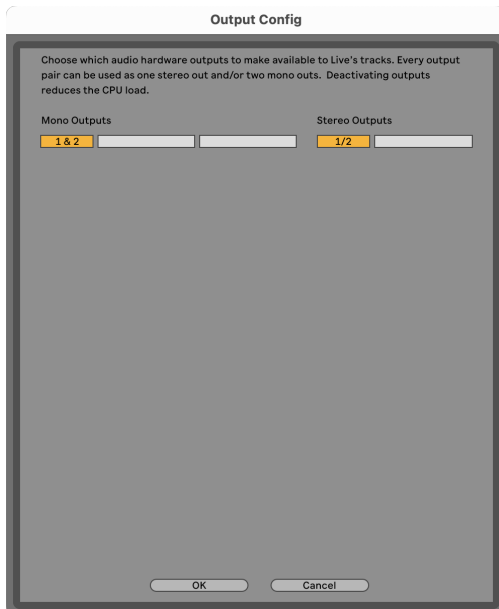 Output Config
Choose which audio hardware outputs to make available to Live's tracks. Every output
pair can be used as one stereo out and/or two mono outs.  Deactivating outputs
reduces the CPU load.
Mono Outputs
Stereo Outputs
1 & 2
1/2
OK
Cancel